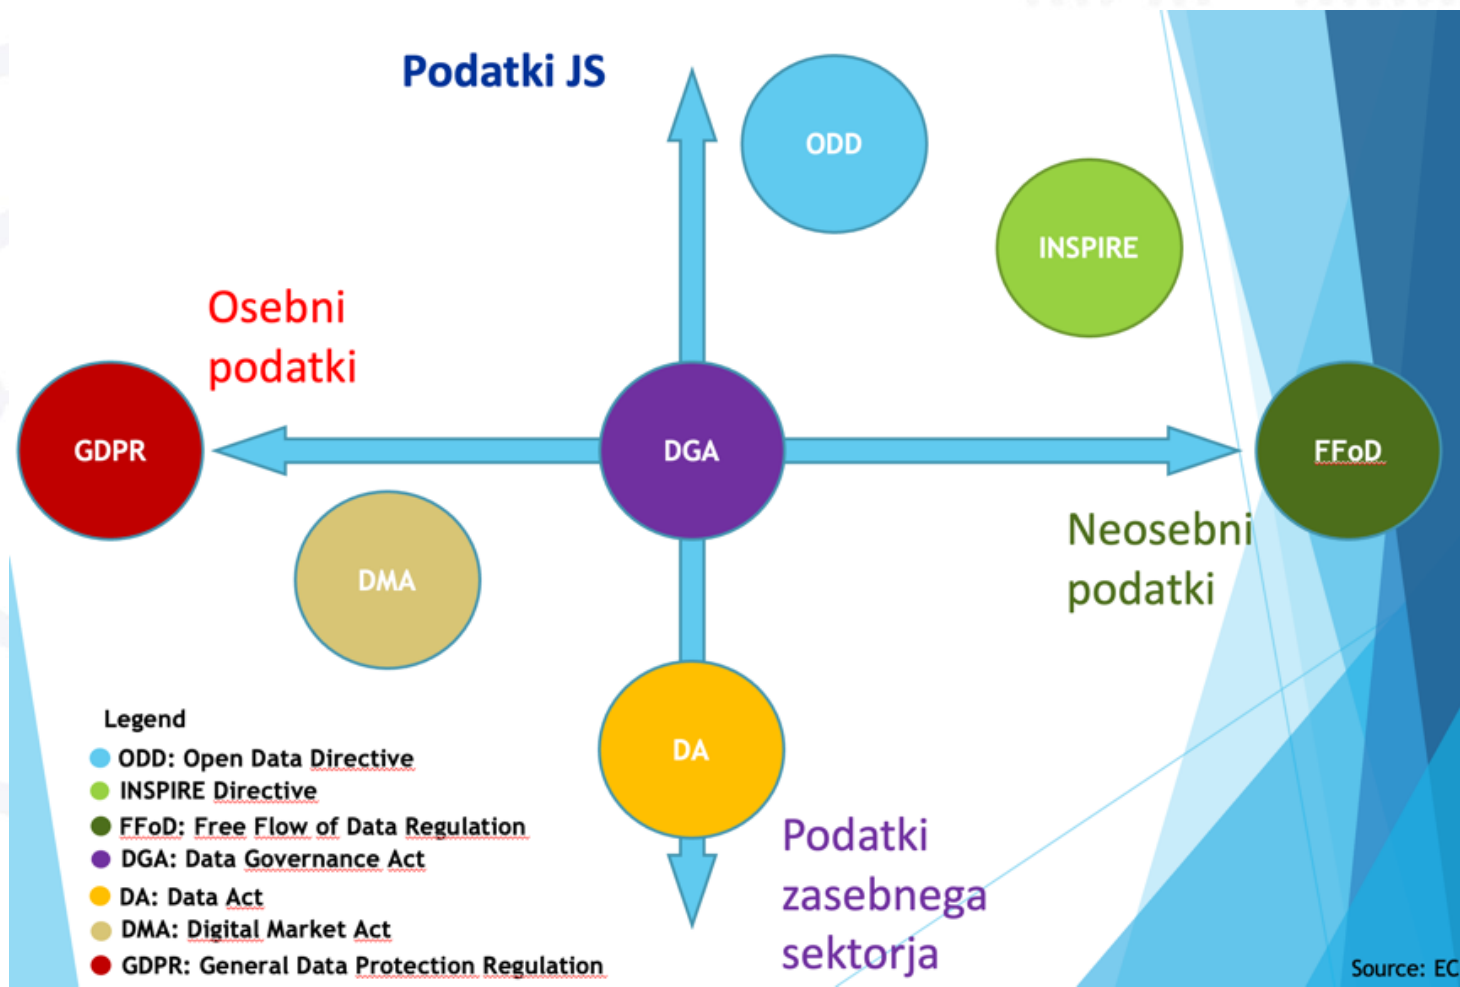 Podatki JS
ODD
INSPIRE
Osebni
podatki
GDPR
DGA
FFoD
DMA
Neosebni
podatki
DA
Podatki
zasebnega
sektorja
Legend
ODD: Open Data Directive
INSPIRE Directive
FFoD: Free Flow of Data Regulation
DGA: Data Governance Act
DA: Data Act
DMA: Digital Market Act
GDPR: General Data Protection Regulation
Source: EC